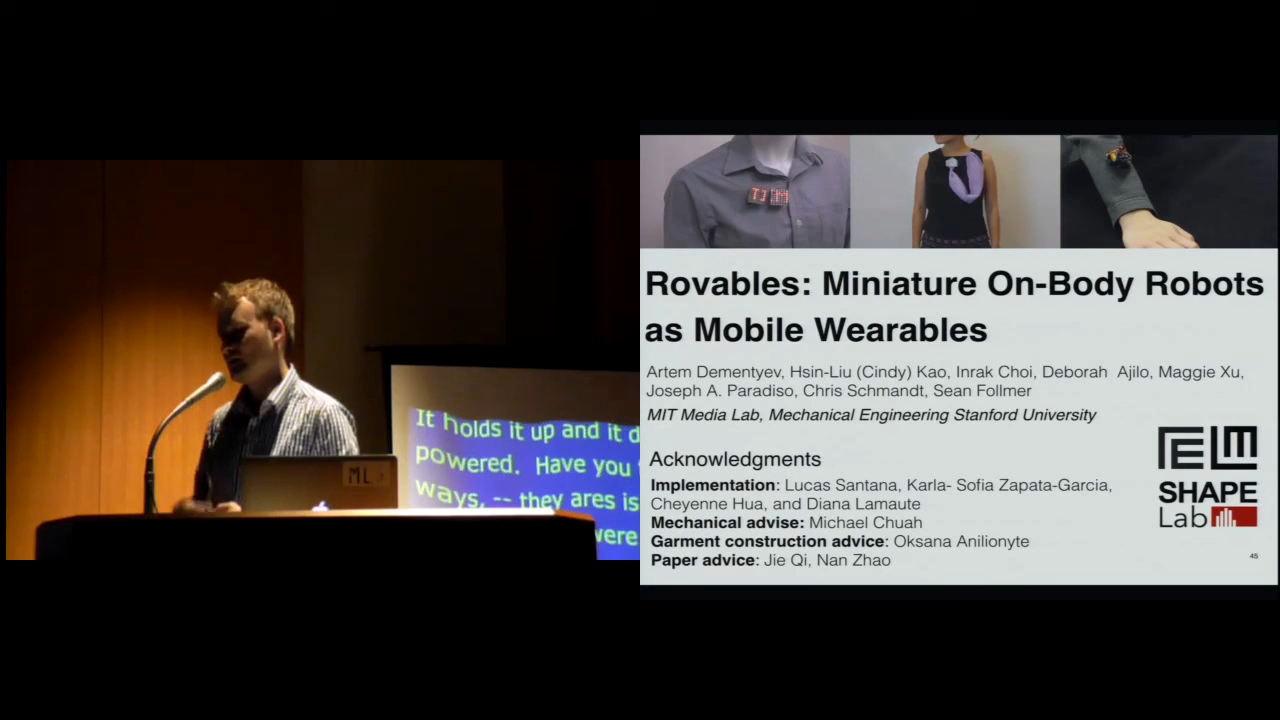 It holds it up and it d
powered. Have you
ways, -- they ares is
were
ML
Rovables: Miniature On-Body Robots
as Mobile Wearables
Artem Dementyev, Hsin-Liu (Cindy) Kao, Inrak Choi, Deborah Ajilo, Maggie Xu,
Joseph A. Paradiso, Chris Schmandt, Sean Follmer
MIT Media Lab, Mechanical Engineering Stanford University
Acknowledgments
Implementation: Lucas Santana, Karla- Sofia Zapata-Garcia,
Cheyenne Hua, and Diana Lamaute
Mechanical advise: Michael Chuah
Garment construction advice: Oksana Anilionyte
Paper advice: Jie Qi, Nan Zhao
SHAPE
Lab
45